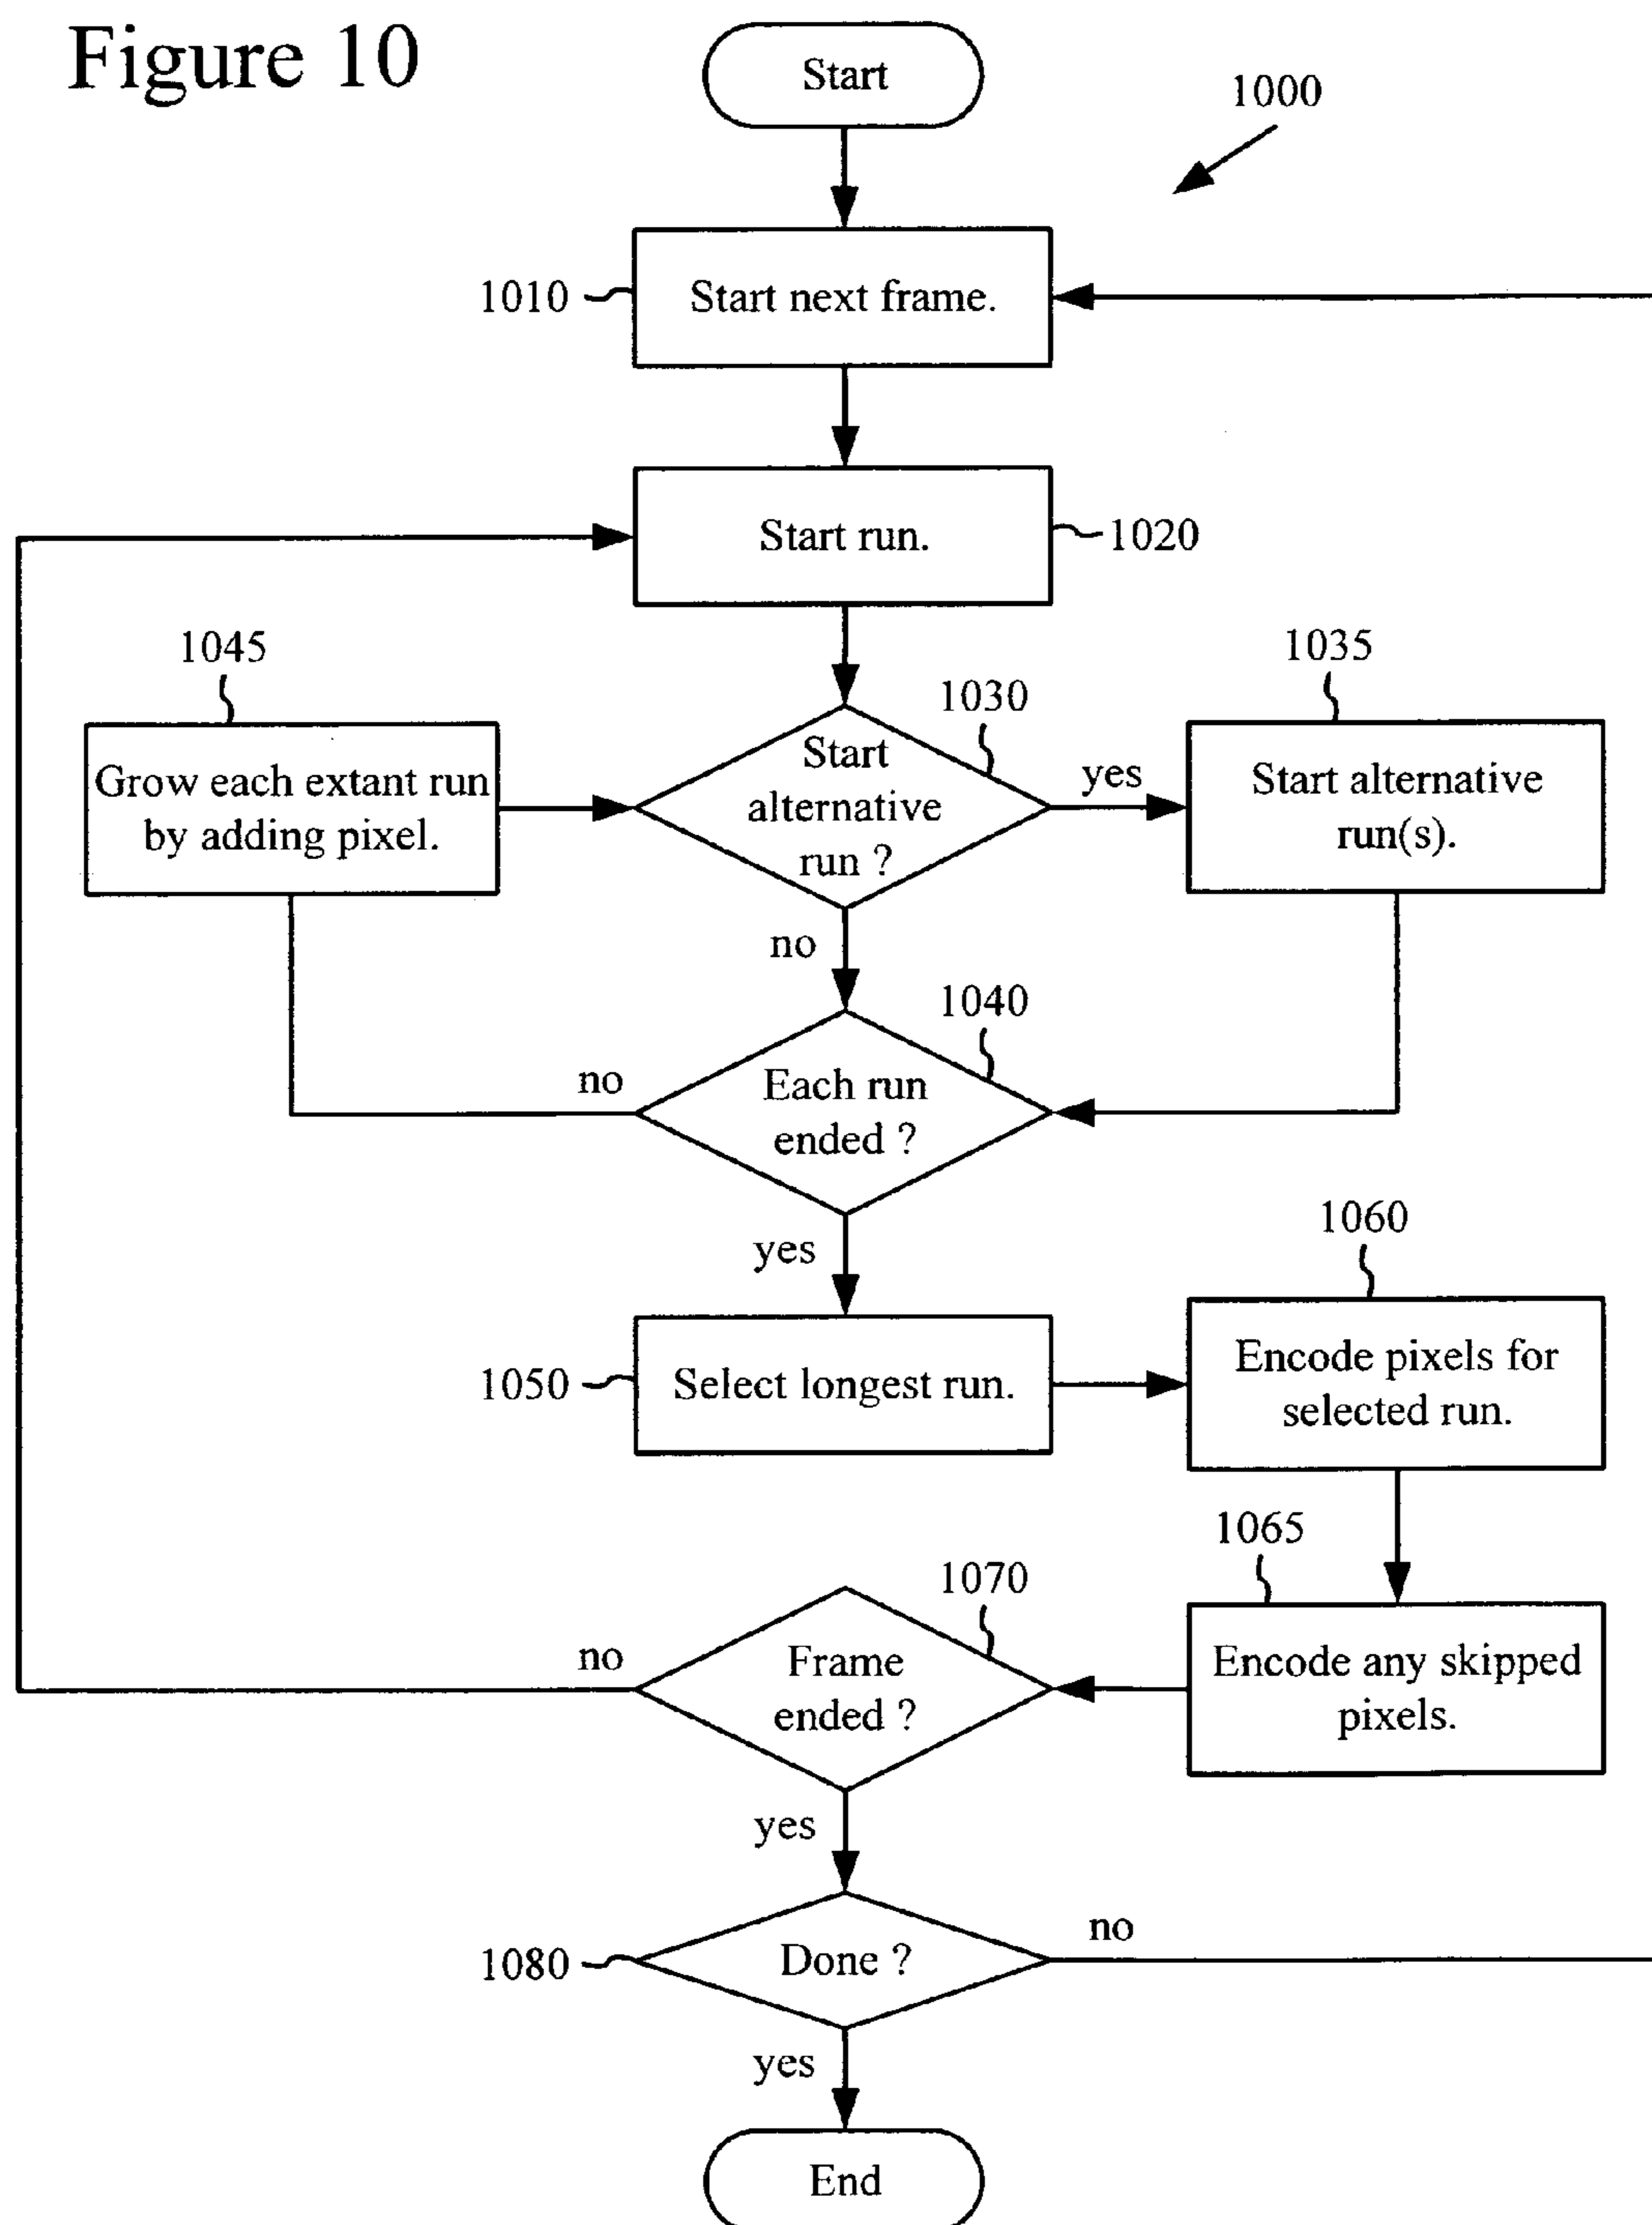 Figure 10
Start
1000
1010
Start next frame.
Start run.
1020
1045
1035
1030
Grow each extant run
by adding pixel.
Start
alternative
run ?
yes
Start alternative
run(s).
no
1040
no
Each run
ended ?
yes
1060
1050
Select longest run.
Encode pixels for
selected run.
1065
1070
no
Frame
ended ?
Encode any skipped
pixels.
yes
1080
Done ?
no
yes
End